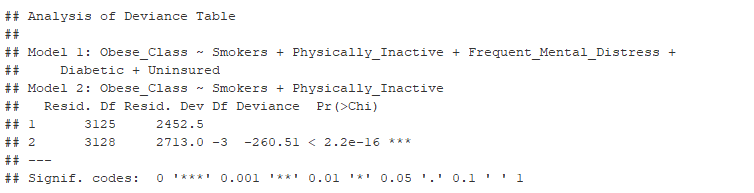 ## Analysis of Deviance Table
##
## Model 1: Obese_Class ~ Smokers + Physically_Inactive + Frequent_Mental_Distress +
##     Diabetic + Uninsured
## Model 2: Obese_Class ~ Smokers + Physically_Inactive
##   Resid. Df Resid. Dev Df Deviance  Pr(>Chi)
## 1      3125     2452.5
## 2      3128     2713.0 -3  -260.51 < 2.2e-16 ***
## ---
## Signif. codes:  0 '***' 0.001 '**' 0.01 '*' 0.05 '.' 0.1 ' ' 1